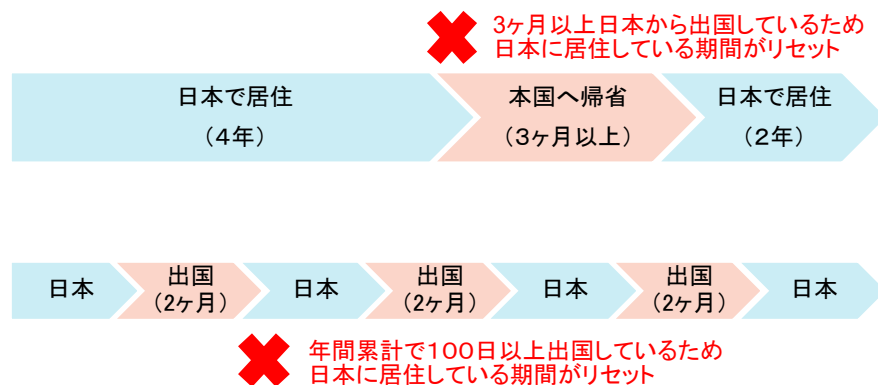 3ヶ月以上日本から出国しているため
日本に居住している期間がリセット
日本で居住
(4年)
本国へ帰省
(3ヶ月以上)
日本で居住
(2年)
日本
出国
(2ヶ月)
日本
出国
(2ヶ月)
日本
出国
(2ヶ月)
日本
年間累計で100日以上出国しているため
日本に居住している期間がリセット